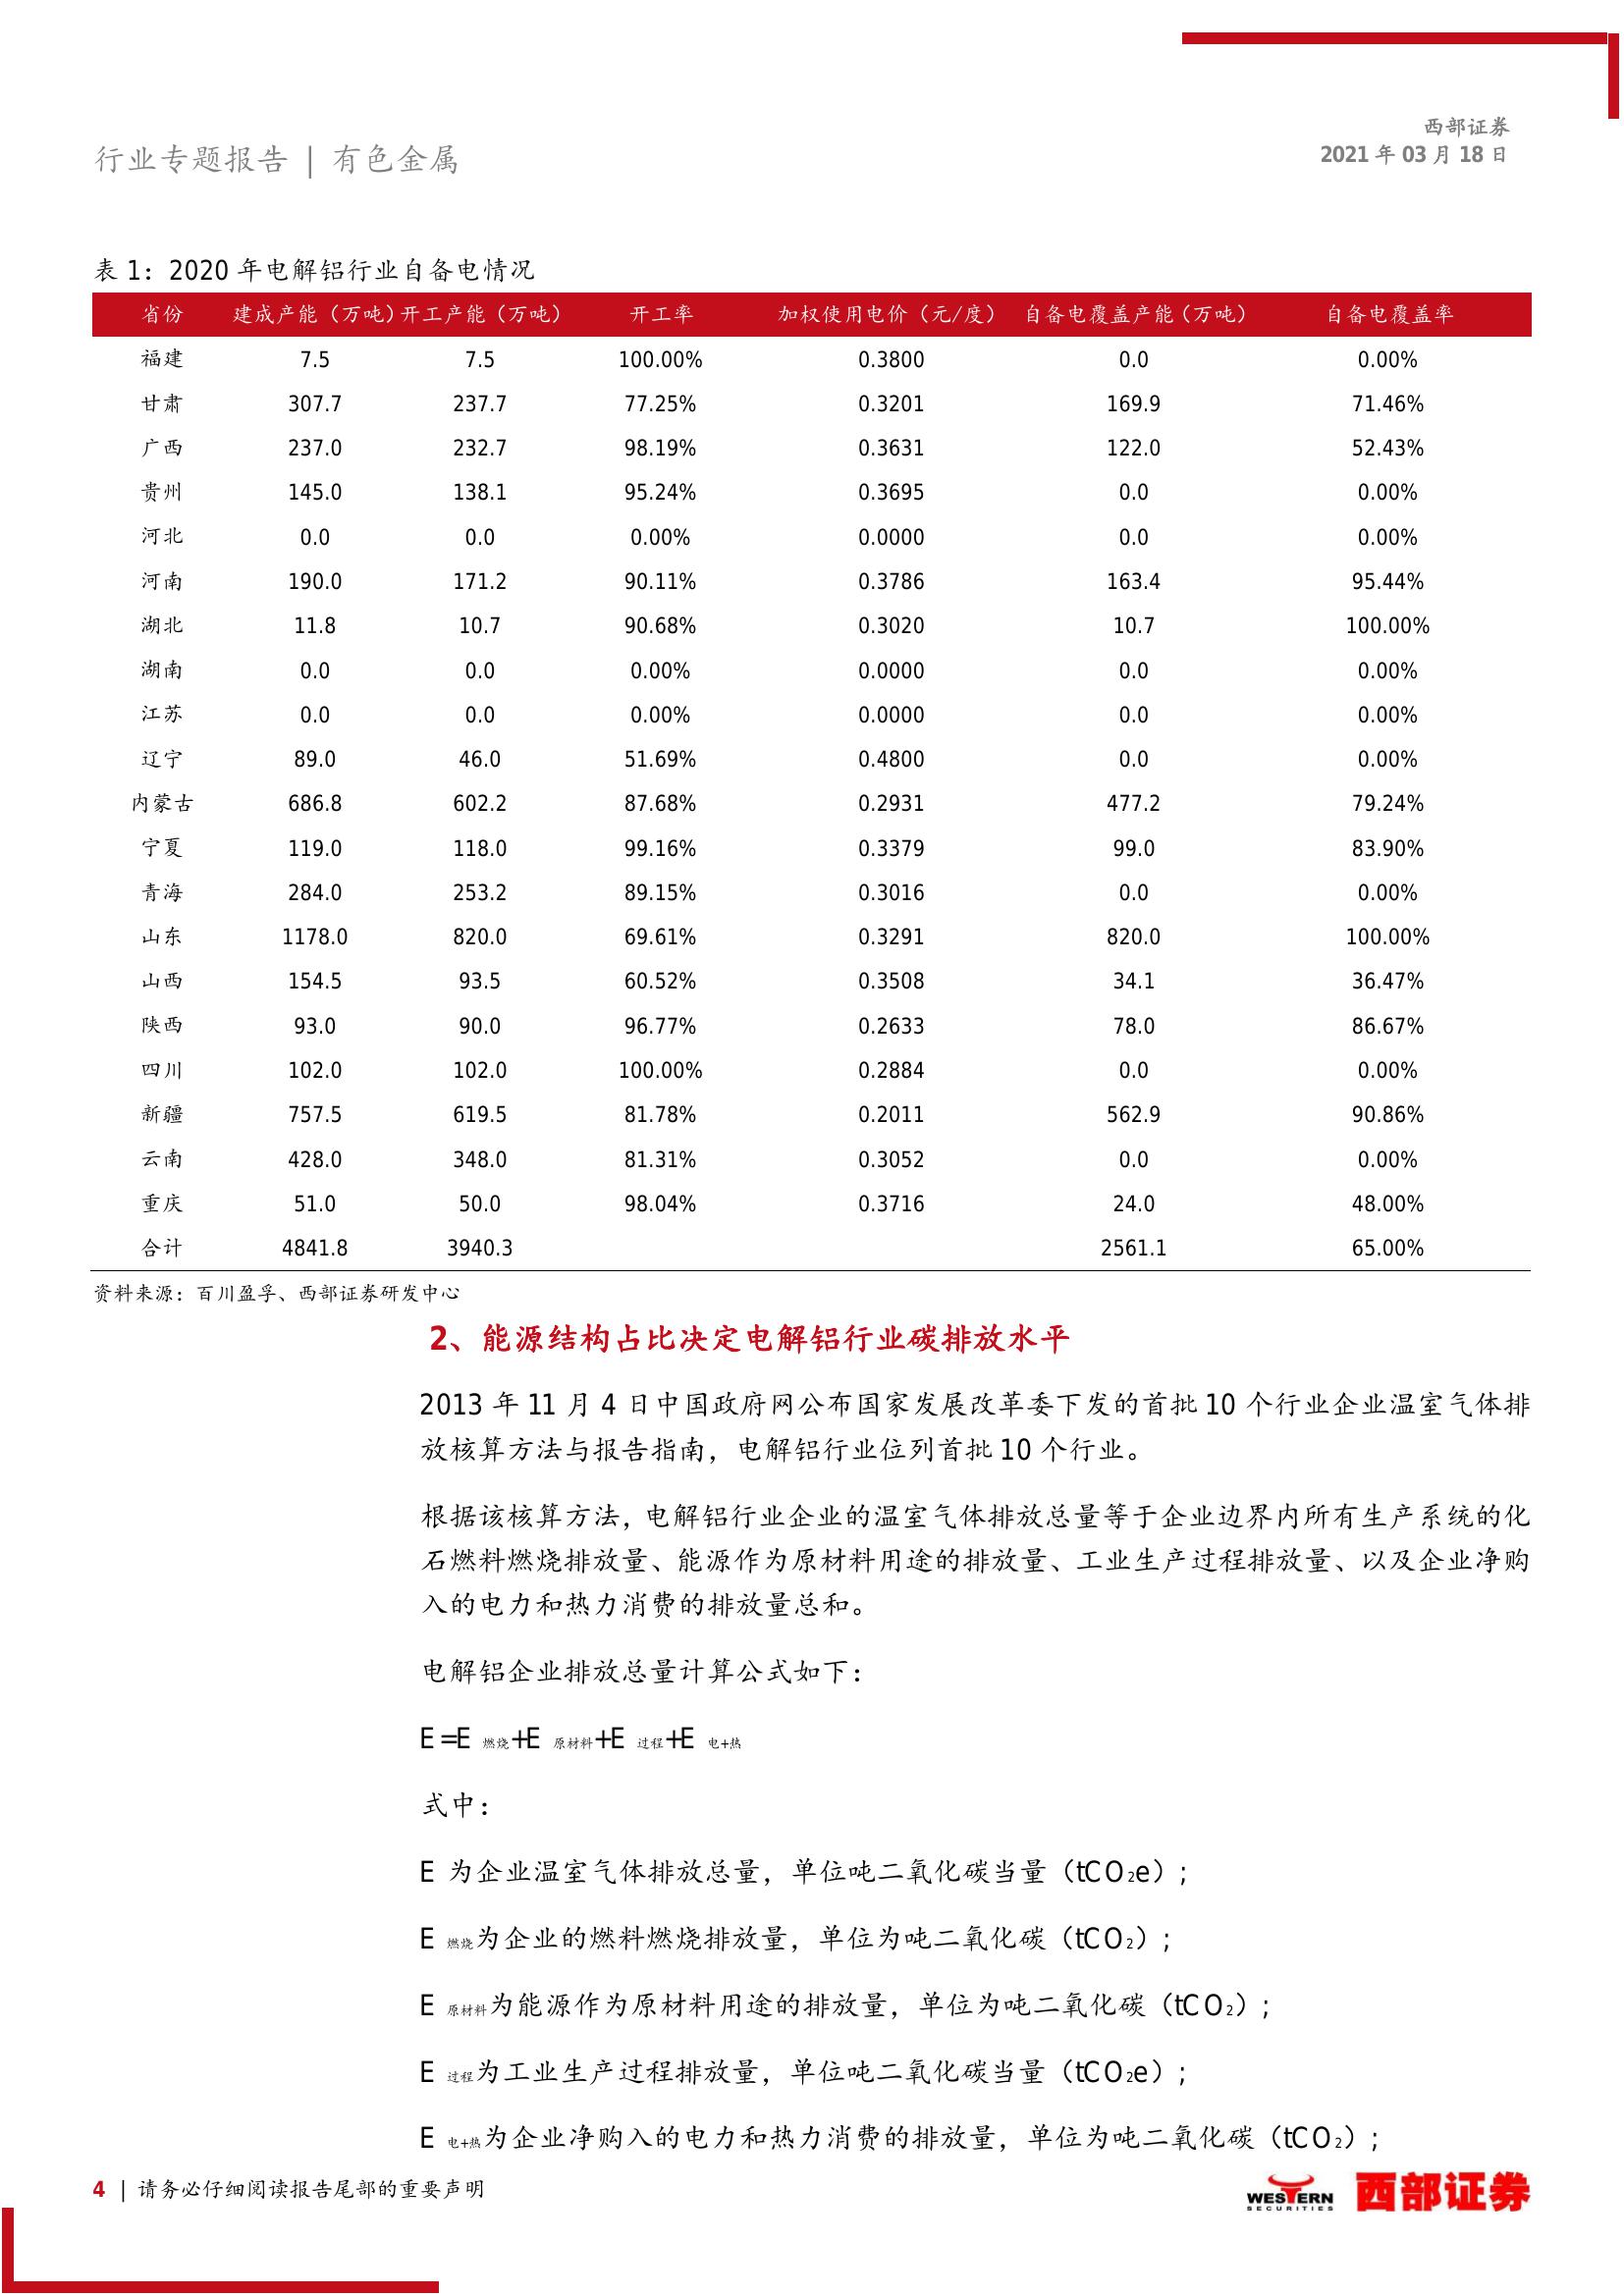 西部证券
2021 年 03 月 18 日
行业专题报告 | 有色金属
表 1：2020 年电解铝行业自备电情况
省份 建成产能（万吨） 开工产能（万吨） 开工率 加权使用电价（元/度） 自备电覆盖产能（万吨） 自备电覆盖率
福建 7.5 7.5 100.00% 0.3800 0.0 0.00%
甘肃 307.7 237.7 77.25% 0.3201 169.9 71.46%
广西 237.0 232.7 98.19% 0.3631 122.0 52.43%
贵州 145.0 138.1 95.24% 0.3695 0.0 0.00%
河北 0.0 0.0 0.00% 0.0000 0.0 0.00%
河南 190.0 171.2 90.11% 0.3786 163.4 95.44%
湖北 11.8 10.7 90.68% 0.3020 10.7 100.00%
湖南 0.0 0.0 0.00% 0.0000 0.0 0.00%
江苏 0.0 0.0 0.00% 0.0000 0.0 0.00%
辽宁 89.0 46.0 51.69% 0.4800 0.0 0.00%
内蒙古 686.8 602.2 87.68% 0.2931 477.2 79.24%
宁夏 119.0 118.0 99.16% 0.3379 99.0 83.90%
青海 284.0 253.2 89.15% 0.3016 0.0 0.00%
山东 1178.0 820.0 69.61% 0.3291 820.0 100.00%
山西 154.5 93.5 60.52% 0.3508 34.1 36.47%
陕西 93.0 90.0 96.77% 0.2633 78.0 86.67%
四川 102.0 102.0 100.00% 0.2884 0.0 0.00%
新疆 757.5 619.5 81.78% 0.2011 562.9 90.86%
云南 428.0 348.0 81.31% 0.3052 0.0 0.00%
重庆 51.0 50.0 98.04% 0.3716 24.0 48.00%
合计 4841.8 3940.3 2561.1 65.00%
资料来源：百川盈孚、西部证券研发中心
2、能源结构占比决定电解铝行业碳排放水平
2013 年 11 月 4 日中国政府网公布国家发展改革委下发的首批 10 个行业企业温室气体排
放核算方法与报告指南，电解铝行业位列首批 10 个行业。
根据该核算方法，电解铝行业企业的温室气体排放总量等于企业边界内所有生产系统的化
石燃料燃烧排放量、能源作为原材料用途的排放量、工业生产过程排放量、以及企业净购
入的电力和热力消费的排放量总和。
电解铝企业排放总量计算公式如下：
E=E 燃烧+E 原材料+E 过程+E 电+热
式中：
E 为企业温室气体排放总量，单位吨二氧化碳当量（tCO₂e）;
E 燃烧为企业的燃料燃烧排放量，单位为吨二氧化碳（tCO₂）;
E 原材料为能源作为原材料用途的排放量，单位为吨二氧化碳（tCO₂）;
E 过程为工业生产过程排放量，单位吨二氧化碳当量（tCO₂e）;
E 电+热为企业净购入的电力和热力消费的排放量，单位为吨二氧化碳（tCO₂）;
4 | 请务必仔细阅读报告尾部的重要声明
WESTERN
SECURITIES
西部证券